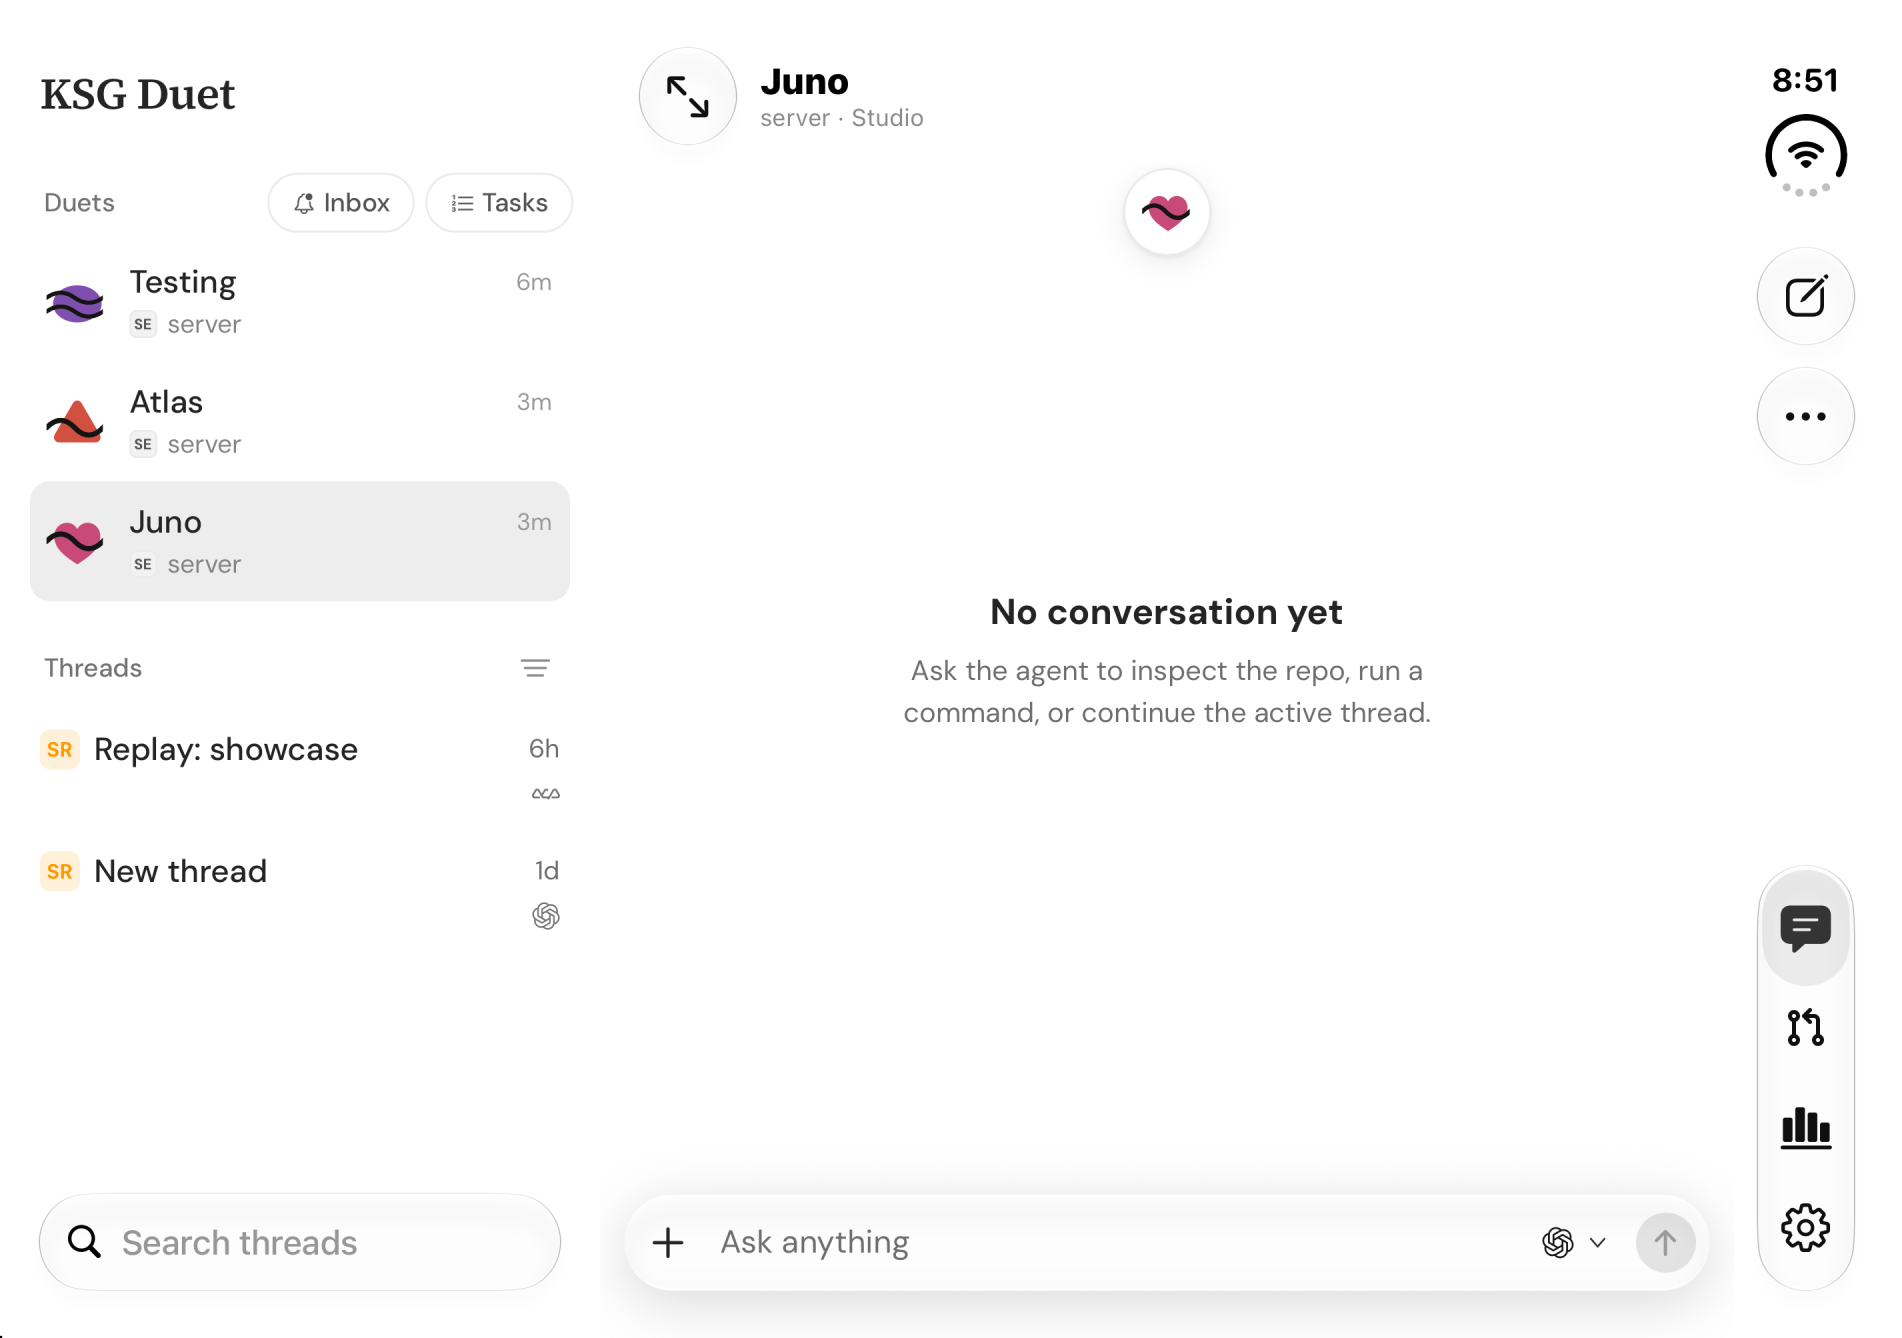 KSG Duet
Duets
Inbox
Tasks
Testing
6m
SE server
Atlas
3m
SE server
Juno
3m
SE server
Threads
SR Replay: showcase
6h
SR New thread
1d
Search threads
Juno
server · Studio
No conversation yet
Ask the agent to inspect the repo, run a
command, or continue the active thread.
Ask anything
8:51